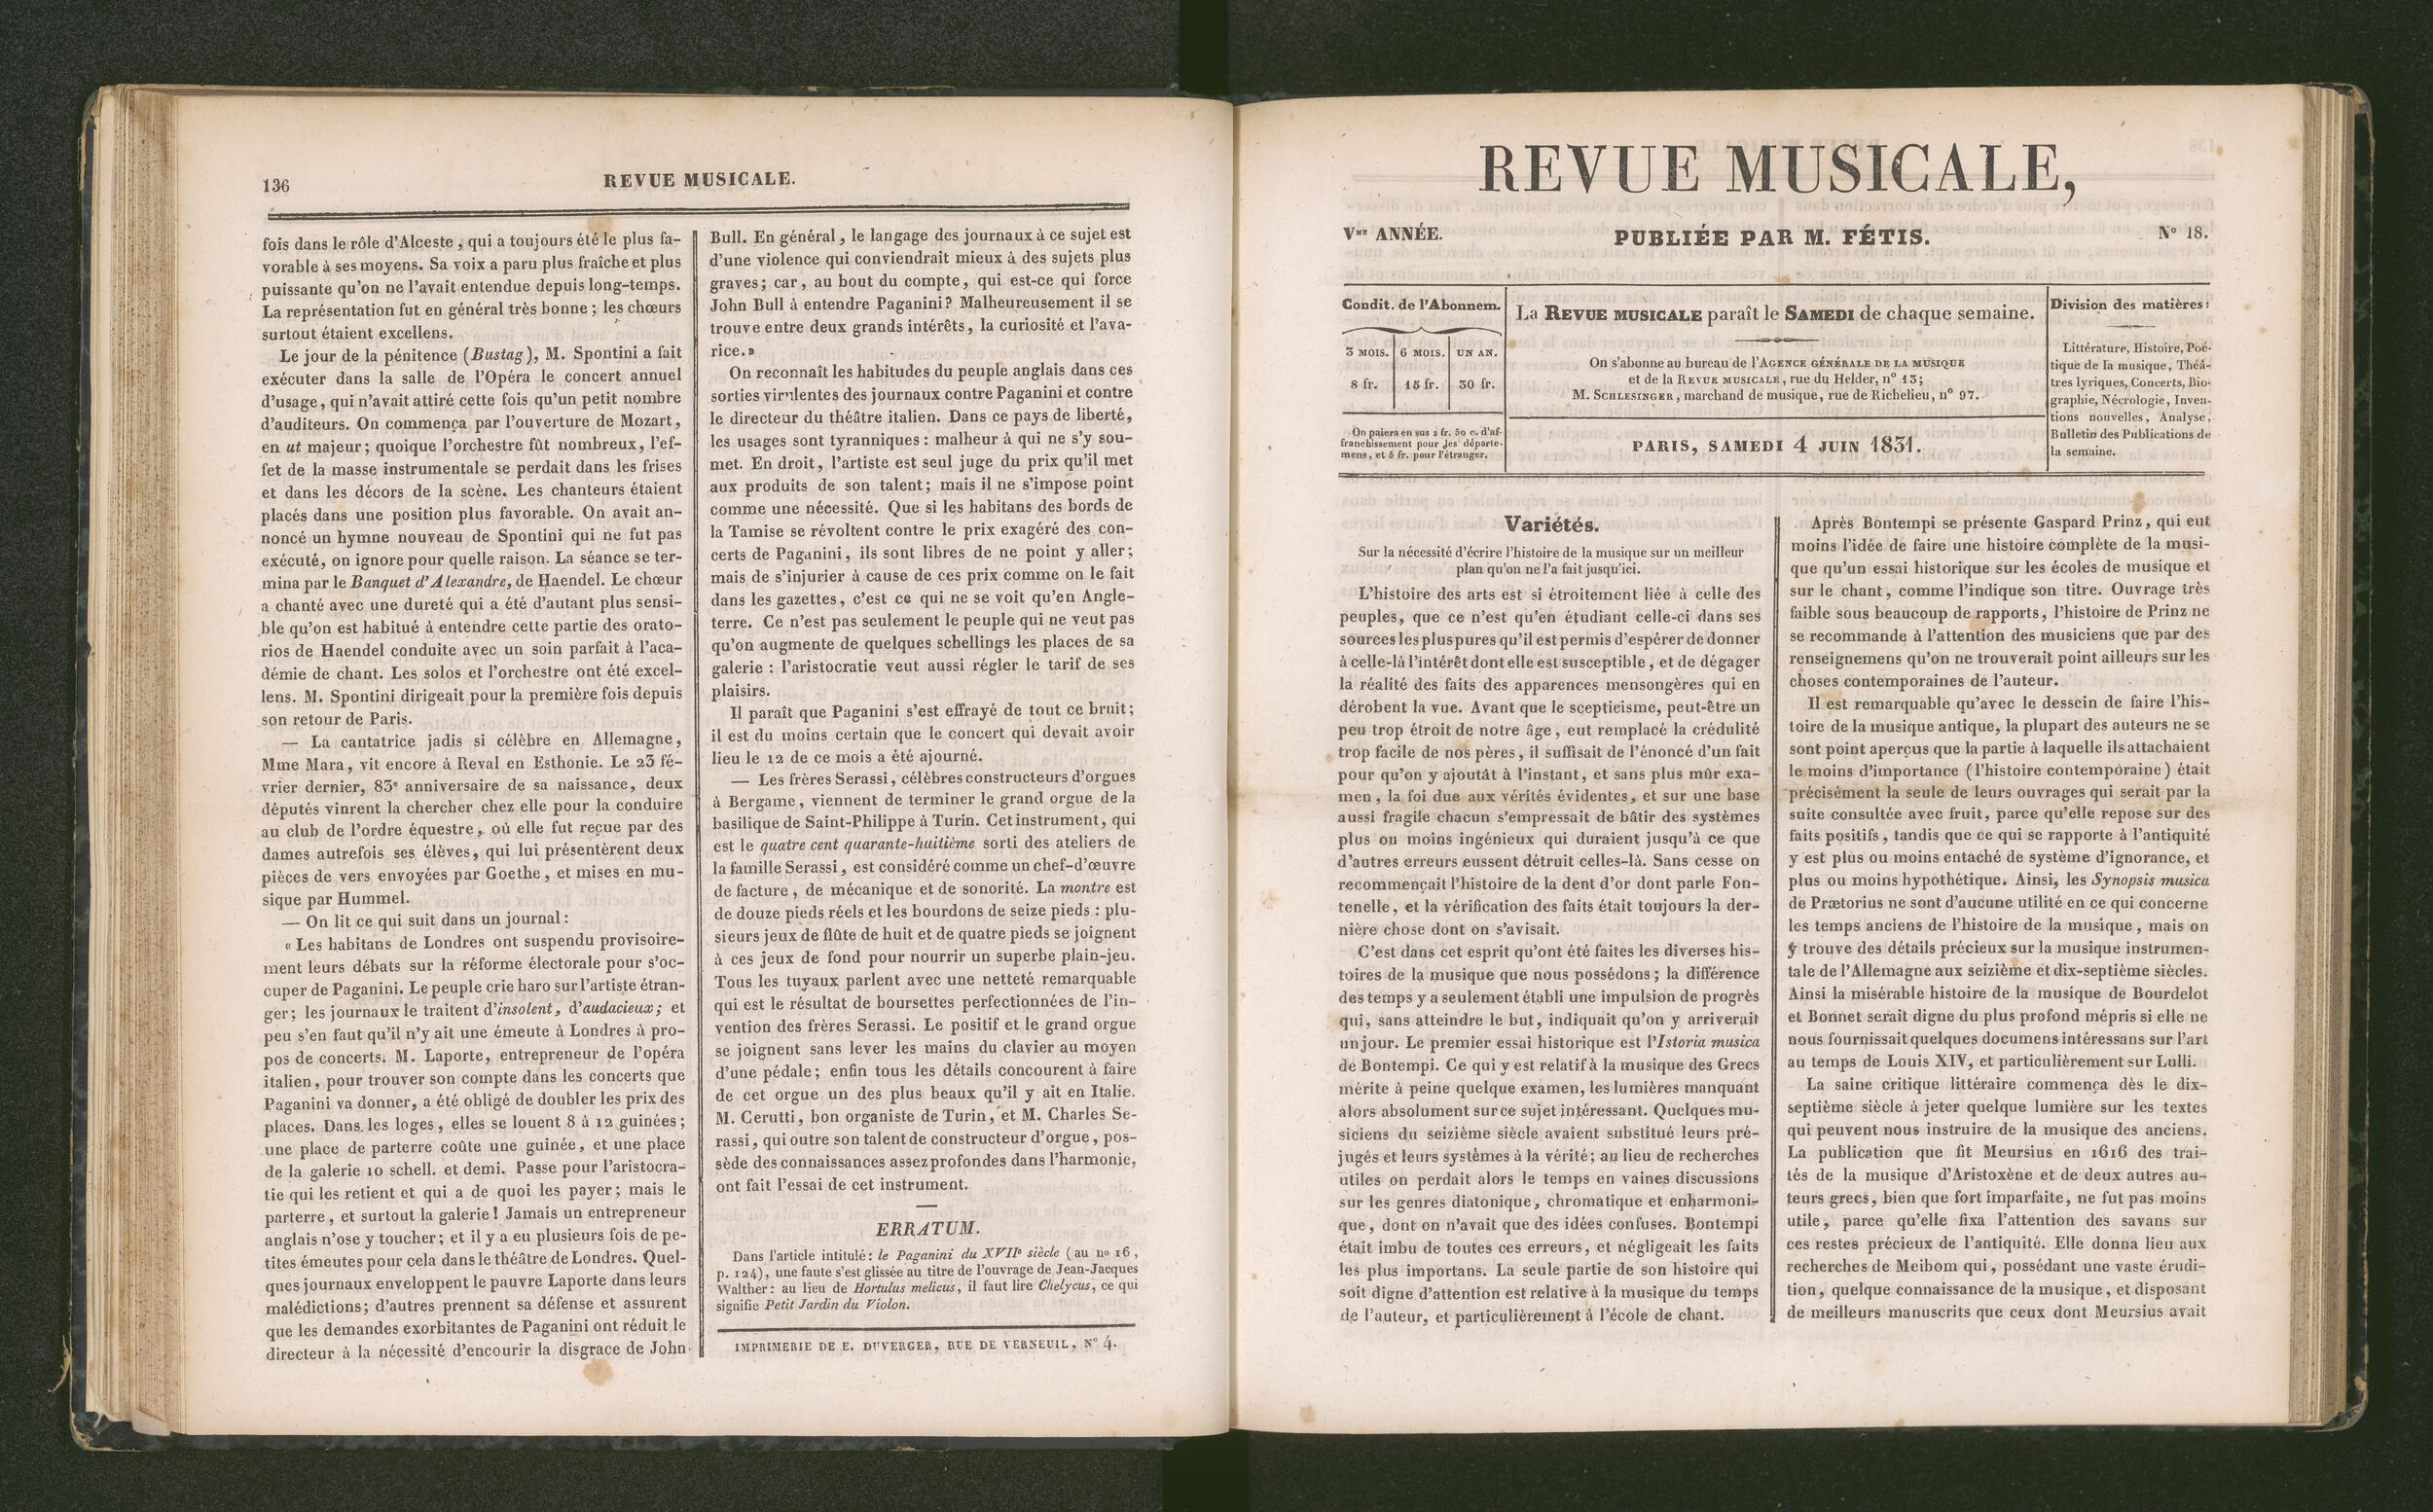 136
REVUE MUSICALE.
fois dans le rôle d'Alceste, qui a toujours été le plus fa-
vorable à ses moyens. Sa voix a paru plus fraîche et plus
puissante qu'on ne l'avait entendue depuis long-temps.
La représentation fut en général très bonne; les chœurs
surtout étaient excellens.
Le jour de la pénitence (Bustag), M. Spontini a fait
exécuter dans la salle de l'Opéra le concert annuel
d'usage, qui n'avait attiré cette fois qu'un petit nombre
d'auditeurs. On commença par l'ouverture de Mozart,
en ut majeur; quoique l'orchestre fût nombreux, l'ef-
fet de la masse instrumentale se perdait dans les frises
et dans les décors de la scène. Les chanteurs étaient
placés dans une position plus favorable. On avait an-
noncé un hymne nouveau de Spontini qui ne fut pas
exécuté, on ignore pour quelle raison. La séance se ter-
mina par le Banquet d'Alexandre, de Haendel. Le chœur
a chanté avec une dureté qui a été d'autant plus sensi-
ble qu'on est habitué à entendre cette partie des orato-
rios de Haendel conduite avec un soin parfait à l'aca-
démie de chant. Les solos et l'orchestre ont été excel-
lens. M. Spontini dirigeait pour la première fois depuis
son retour de Paris.
— La cantatrice jadis si célèbre en Allemagne,
Mme Mara, vit encore à Reval en Esthonie. Le 23 fé-
vrier dernier, 83e anniversaire de sa naissance, deux
députés vinrent la chercher chez elle pour la conduire
au club de l'ordre équestre, où elle fut reçue par des
dames autrefois ses élèves, qui lui présentèrent deux
pièces de vers envoyées par Goethe, et mises en mu-
sique par Hummel.
— On lit ce qui suit dans un journal:
« Les habitans de Londres ont suspendu provisoire-
ment leurs débats sur la réforme électorale pour s'oc-
cuper de Paganini. Le peuple crie haro sur l'artiste étran-
ger; les journaux le traitent d'insolent, d'audacieux; et
peu s'en faut qu'il n'y ait une émeute à Londres à pro-
pos de concerts. M. Laporte, entrepreneur de l'opéra
italien, pour trouver son compte dans les concerts que
Paganini va donner, a été obligé de doubler les prix des
places. Dans les loges, elles se louent 8 à 12 guinées;
une place de parterre coûte une guinée, et une place
de la galerie 10 schell. et demi. Passe pour l'aristocra-
tie qui les retient et qui a de quoi les payer; mais le
parterre, et surtout la galerie! Jamais un entrepreneur
anglais n'ose y toucher; et il y a eu plusieurs fois de pe-
tites émeutes pour cela dans le théâtre de Londres. Quel-
ques journaux enveloppent le pauvre Laporte dans leurs
malédictions; d'autres prennent sa défense et assurent
que les demandes exorbitantes de Paganini ont réduit le
directeur à la nécessité d'encourir la disgrace de John
Bull. En général, le langage des journaux à ce sujet est
d'une violence qui conviendrait mieux à des sujets plus
graves; car, au bout du compte, qui est-ce qui force
John Bull à entendre Paganini? Malheureusement il se
trouve entre deux grands intérêts, la curiosité et l'ava-
rice. »
On reconnaît les habitudes du peuple anglais dans ces
sorties virulentes des journaux contre Paganini et contre
le directeur du théâtre italien. Dans ce pays de liberté,
les usages sont tyranniques: malheur à qui ne s'y sou-
met. En droit, l'artiste est seul juge du prix qu'il met
aux produits de son talent; mais il ne s'impose point
comme une nécessité. Que si les habitans des bords de
la Tamise se révoltent contre le prix exagéré des con-
certs de Paganini, ils sont libres de ne point y aller;
mais de s'injurier à cause de ces prix comme on le fait
dans les gazettes, c'est ce qui ne se voit qu'en Angle-
terre. Ce n'est pas seulement le peuple qui ne veut pas
qu'on augmente de quelques schellings les places de sa
galerie: l'aristocratie veut aussi régler le tarif de ses
plaisirs.
Il paraît que Paganini s'est effrayé de tout ce bruit;
il est du moins certain que le concert qui devait avoir
lieu le 12 de ce mois a été ajourné.
— Les frères Serassi, célèbres constructeurs d'orgues
à Bergame, viennent de terminer le grand orgue de la
basilique de Saint-Philippe à Turin. Cet instrument, qui
est le quatre cent quarante-huitième sorti des ateliers de
la famille Serassi, est considéré comme un chef-d'œuvre
de facture, de mécanique et de sonorité. La montre est
de douze pieds réels et les bourdons de seize pieds: plu-
sieurs jeux de flûte de huit et de quatre pieds se joignent
à ces jeux de fond pour nourrir un superbe plain-jeu.
Tous les tuyaux parlent avec une netteté remarquable
qui est le résultat de boursettes perfectionnées de l'in-
vention des frères Serassi. Le positif et le grand orgue
se joignent sans lever les mains du clavier au moyen
d'une pédale; enfin tous les détails concourent à faire
de cet orgue un des plus beaux qu'il y ait en Italie.
M. Cerutti, bon organiste de Turin, et M. Charles Se-
rassi, qui outre son talent de constructeur d'orgue, pos-
sède des connaissances assez profondes dans l'harmonie,
ont fait l'essai de cet instrument.
ERRATUM.
Dans l'article intitulé: le Paganini du XVIIe siècle (au no 16,
p. 124), une faute s'est glissée au titre de l'ouvrage de Jean-Jacques
Walther: au lieu de Hortulus melicus, il faut lire Chelycus, ce qui
signifie Petit Jardin du Violon.
IMPRIMERIE DE E. DUVERGER, RUE DE VERNEUIL, N° 4.
REVUE MUSICALE,
Vme ANNÉE.
PUBLIÉE PAR M. FÉTIS.
N° 18.
Condit. de l'Abonnem.
3 MOIS. 6 MOIS. UN AN.
8 fr. 15 fr. 30 fr.
On paiera en sus 2 fr. 50 c. d'af-
franchissement pour les départe-
mens, et 5 fr. pour l'étranger.
La REVUE MUSICALE paraît le SAMEDI de chaque semaine.
On s'abonne au bureau de l'AGENCE GÉNÉRALE DE LA MUSIQUE
et de la REVUE MUSICALE, rue du Helder, n° 13;
M. SCHLESINGER, marchand de musique, rue de Richelieu, n° 97.
PARIS, SAMEDI 4 JUIN 1831.
Division des matières:
Littérature, Histoire, Poé-
tique de la musique, Théâ-
tres lyriques, Concerts, Bio-
graphie, Nécrologie, Inven-
tions nouvelles, Analyse,
Bulletin des Publications de
la semaine.
Variétés.
Sur la nécessité d'écrire l'histoire de la musique sur un meilleur
plan qu'on ne l'a fait jusqu'ici.
L'histoire des arts est si étroitement liée à celle des
peuples, que ce n'est qu'en étudiant celle-ci dans ses
sources les plus pures qu'il est permis d'espérer de donner
à celle-là l'intérêt dont elle est susceptible, et de dégager
la réalité des faits des apparences mensongères qui en
dérobent la vue. Avant que le scepticisme, peut-être un
peu trop étroit de notre âge, eut remplacé la crédulité
trop facile de nos pères, il suffisait de l'énoncé d'un fait
pour qu'on y ajoutât à l'instant, et sans plus mûr exa-
men, la foi due aux vérités évidentes, et sur une base
aussi fragile chacun s'empressait de bâtir des systèmes
plus ou moins ingénieux qui duraient jusqu'à ce que
d'autres erreurs eussent détruit celles-là. Sans cesse on
recommençait l'histoire de la dent d'or dont parle Fon-
tenelle, et la vérification des faits était toujours la der-
nière chose dont on s'avisait.
C'est dans cet esprit qu'ont été faites les diverses his-
toires de la musique que nous possédons; la différence
des temps y a seulement établi une impulsion de progrès
qui, sans atteindre le but, indiquait qu'on y arriverait
un jour. Le premier essai historique est l'Istoria musica
de Bontempi. Ce qui y est relatif à la musique des Grecs
mérite à peine quelque examen, les lumières manquant
alors absolument sur ce sujet intéressant. Quelques mu-
siciens du seizième siècle avaient substitué leurs pré-
jugés et leurs systèmes à la vérité; au lieu de recherches
utiles on perdait alors le temps en vaines discussions
sur les genres diatonique, chromatique et enharmoni-
que, dont on n'avait que des idées confuses. Bontempi
était imbu de toutes ces erreurs, et négligeait les faits
les plus importans. La seule partie de son histoire qui
soit digne d'attention est relative à la musique du temps
de l'auteur, et particulièrement à l'école de chant.
Après Bontempi se présente Gaspard Prinz, qui eut
moins l'idée de faire une histoire complète de la musi-
que qu'un essai historique sur les écoles de musique et
sur le chant, comme l'indique son titre. Ouvrage très
faible sous beaucoup de rapports, l'histoire de Prinz ne
se recommande à l'attention des musiciens que par des
renseignemens qu'on ne trouverait point ailleurs sur les
choses contemporaines de l'auteur.
Il est remarquable qu'avec le dessein de faire l'his-
toire de la musique antique, la plupart des auteurs ne se
sont point aperçus que la partie à laquelle ils attachaient
le moins d'importance (l'histoire contemporaine) était
précisément la seule de leurs ouvrages qui serait par la
suite consultée avec fruit, parce qu'elle repose sur des
faits positifs, tandis que ce qui se rapporte à l'antiquité
y est plus ou moins entaché de système d'ignorance, et
plus ou moins hypothétique. Ainsi, les Synopsis musica
de Prætorius ne sont d'aucune utilité en ce qui concerne
les temps anciens de l'histoire de la musique, mais on
y trouve des détails précieux sur la musique instrumen-
tale de l'Allemagne aux seizième et dix-septième siècles.
Ainsi la misérable histoire de la musique de Bourdelot
et Bonnet serait digne du plus profond mépris si elle ne
nous fournissait quelques documens intéressans sur l'art
au temps de Louis XIV, et particulièrement sur Lulli.
La saine critique littéraire commença dès le dix-
septième siècle à jeter quelque lumière sur les textes
qui peuvent nous instruire de la musique des anciens.
La publication que fit Meursius en 1616 des trai-
tés de la musique d'Aristoxène et de deux autres au-
teurs grecs, bien que fort imparfaite, ne fut pas moins
utile, parce qu'elle fixa l'attention des savans sur
ces restes précieux de l'antiquité. Elle donna lieu aux
recherches de Meibom qui, possédant une vaste érudi-
tion, quelque connaissance de la musique, et disposant
de meilleurs manuscrits que ceux dont Meursius avait